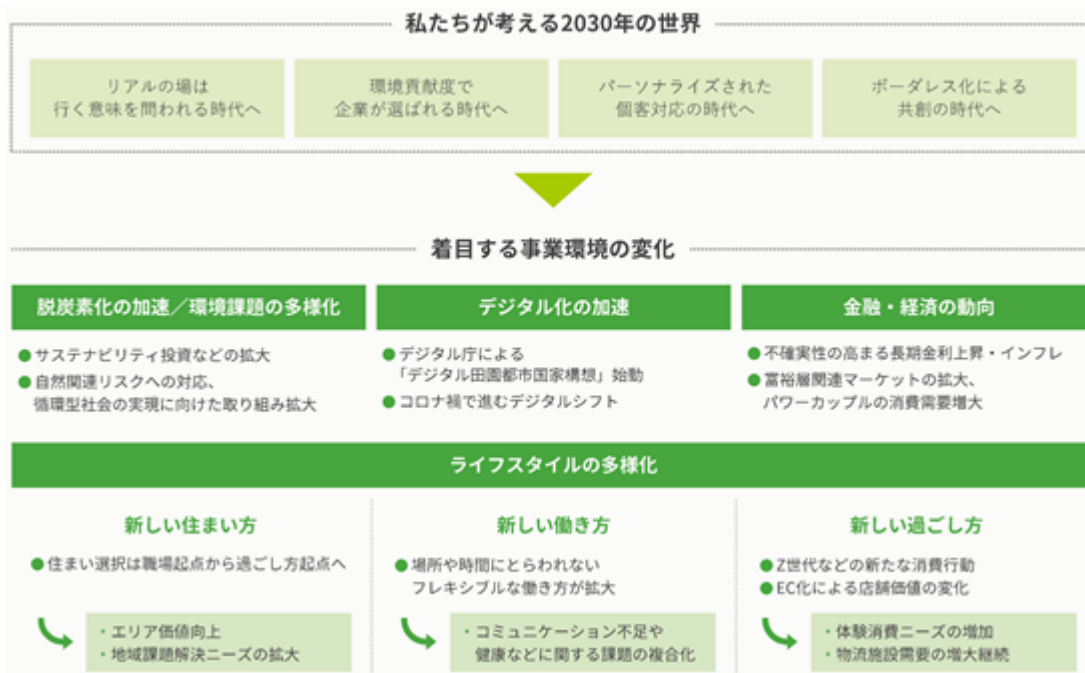 私たちが考える2030年の世界
リアルの場は
行く意味を問われる時代へ
環境貢献度で
企業が選ばれる時代へ
パーソナライズされた
個客対応の時代へ
ボーダレス化による
共創の時代へ
着目する事業環境の変化
脱炭素化の加速／環境課題の多様化
●サステナビリティ投資などの拡大
●自然関連リスクへの対応、
循環型社会の実現に向けた取り組み拡大
デジタル化の加速
●デジタル庁による
「デジタル田園都市国家構想」始動
●コロナ禍で進むデジタルシフト
金融・経済の動向
●不確実性の高まる長期金利上昇・インフレ
●富裕層関連マーケットの拡大、
パワーカップルの消費需要増大
ライフスタイルの多様化
新しい住まい方
●住まい選択は職場起点から過ごし方起点へ
・エリア価値向上
・地域課題解決ニーズの拡大
新しい働き方
●場所や時間にとらわれない
フレキシブルな働き方が拡大
・コミュニケーション不足や
健康などに関する課題の複合化
新しい過ごし方
●Z世代などの新たな消費行動
●EC化による店舗価値の変化
・体験消費ニーズの増加
・物流施設需要の増大継続